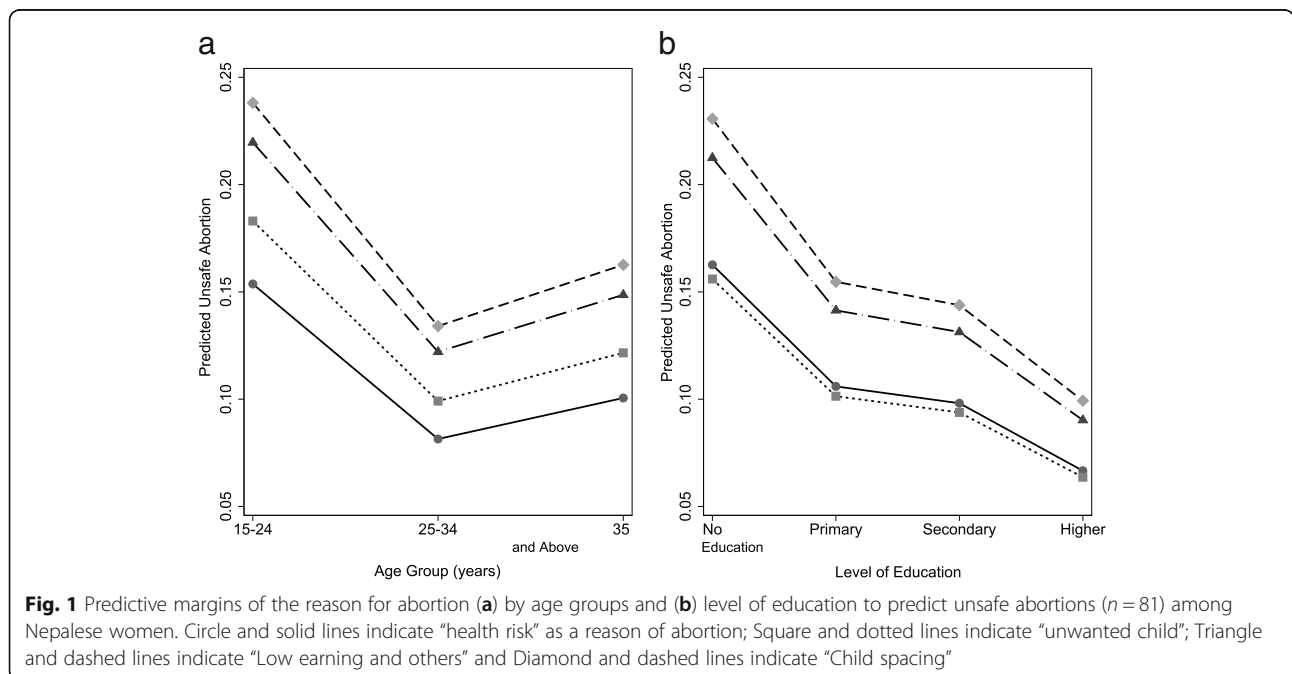 a
b
0.25
0.20
0.15
0.10
0.05
Predicted Unsafe Abortion
15-24
25-34
35
and Above
Age Group (years)
0.25
0.20
0.15
0.10
0.05
Predicted Unsafe Abortion
No
Education
Primary
Secondary
Higher
Level of Education
Fig. 1 Predictive margins of the reason for abortion (a) by age groups and (b) level of education to predict unsafe abortions (n = 81) among
Nepalese women. Circle and solid lines indicate “health risk” as a reason of abortion; Square and dotted lines indicate “unwanted child”; Triangle
and dashed lines indicate “Low earning and others” and Diamond and dashed lines indicate “Child spacing”